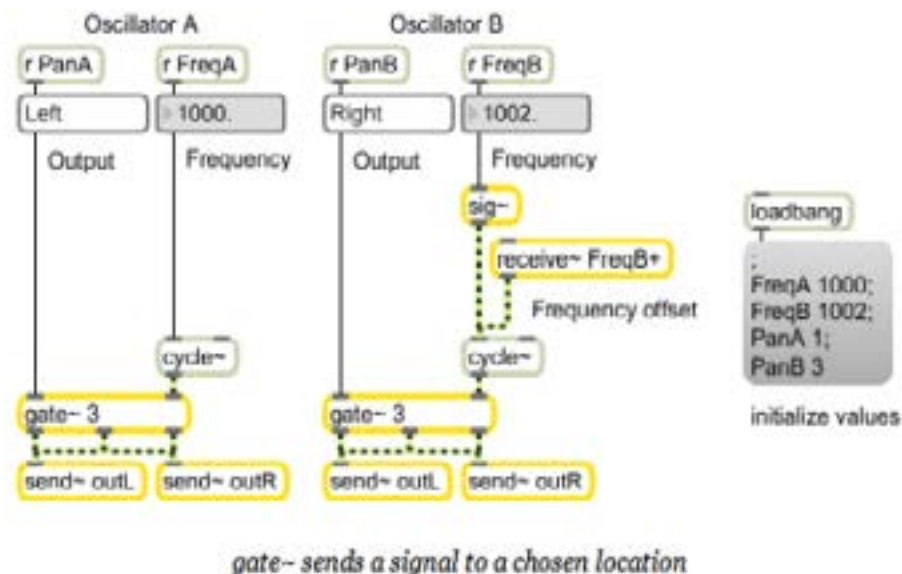 Oscillator A
Oscillator B
r PanA
r FreqA
r PanB
r FreqB
Left
1000.
Right
1002.
Output
Frequency
Output
Frequency
sig~
receive~ FreqB+
Frequency offset
cycle~
cycle~
gate~ 3
gate~ 3
send~ outL
send~ outR
send~ outL
send~ outR
loadbang
;
FreqA 1000;
FreqB 1002;
PanA 1;
PanB 3
initialize values
gate~ sends a signal to a chosen location